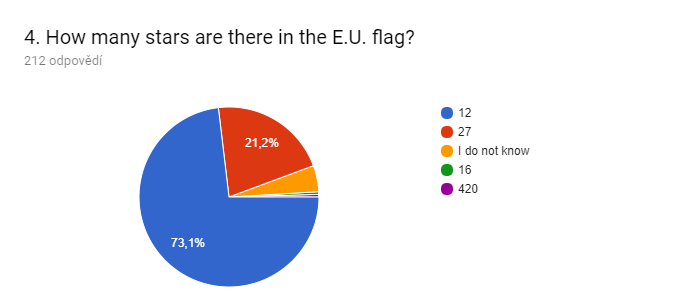 4. How many stars are there in the E.U. flag?
212 odpovědí
12
27
I do not know
16
420
21,2%
73,1%